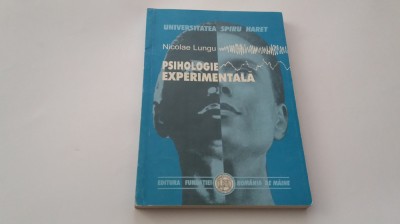 UNIVERSITATEA SPIRU HARET
Nicolae Lungu
PSIHOLOGIE
EXPERIMENTALĂ
EDITURA FUNDAȚIEI ROMÂNIA DE MÂINE